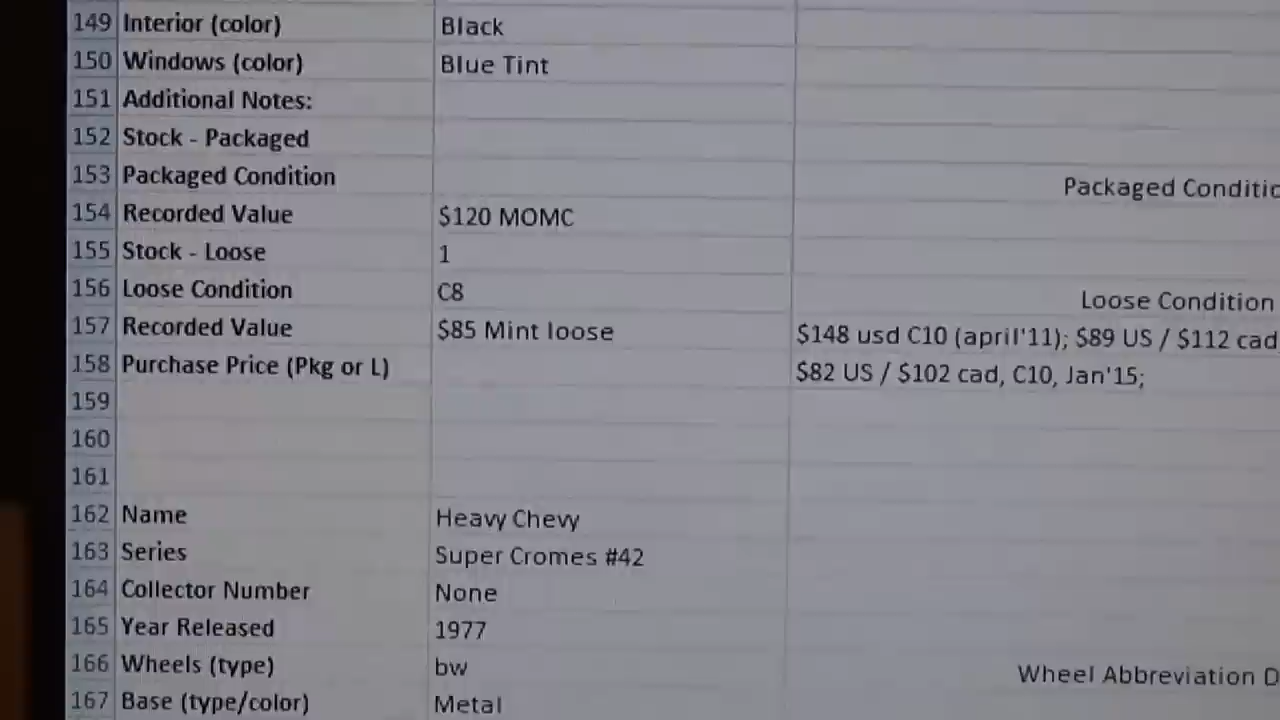 149 Interior (color) Black
150 Windows (color) Blue Tint
151 Additional Notes:
152 Stock - Packaged
153 Packaged Condition Packaged Conditio
154 Recorded Value $120 MOMC
155 Stock - Loose 1
156 Loose Condition C8 Loose Condition
157 Recorded Value $85 Mint loose $148 usd C10 (april'11); $89 US / $112 cad
158 Purchase Price (Pkg or L) $82 US / $102 cad, C10, Jan'15;
159
160
161
162 Name Heavy Chevy
163 Series Super Cromes #42
164 Collector Number None
165 Year Released 1977
166 Wheels (type) bw Wheel Abbreviation D
167 Base (type/color) Metal